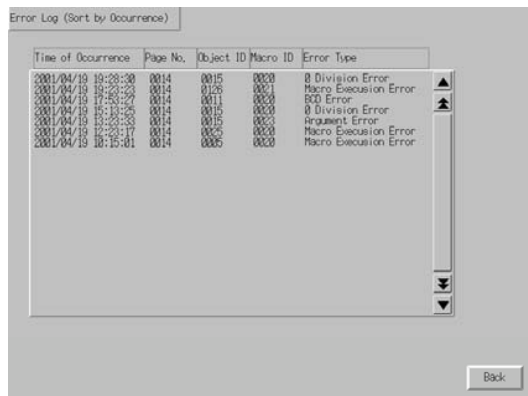 Error Log (Sort by Occurrence)
Time of Occurrence Page No. Object ID Macro ID Error Type
2001/04/19 19:28:30 0014 0015 0020 0 Division Error
2001/04/19 19:23:23 0014 0126 0021 Macro Execusion Error
2001/04/19 17:53:27 0014 0011 0020 BCD Error
2001/04/19 15:13:25 0014 0015 0020 0 Division Error
2001/04/19 13:23:33 0014 0015 0023 Argument Error
2001/04/19 12:23:17 0014 0025 0020 Macro Execusion Error
2001/04/19 10:15:01 0014 0005 0020 Macro Execusion Error
Back